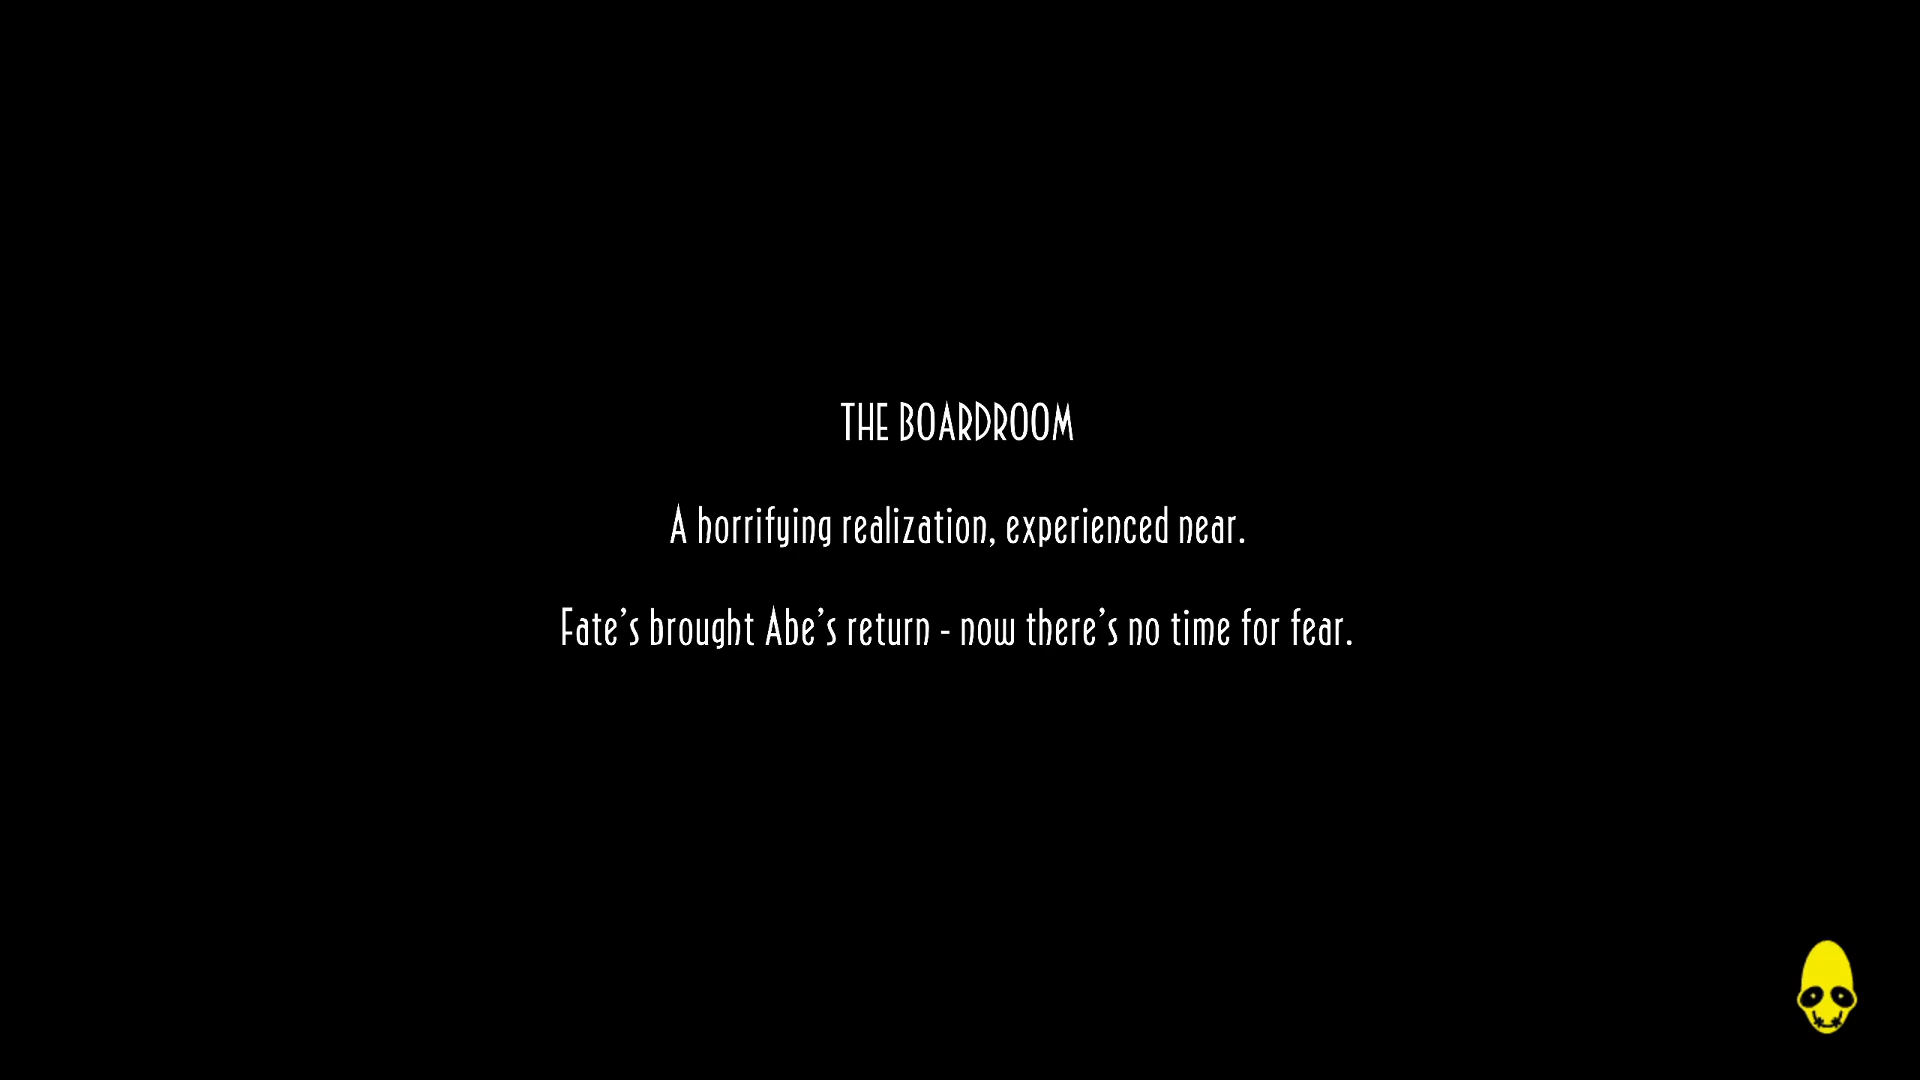 THE BOARDROOM
A horrifying realization, experienced near.
Fate’s brought Abe’s return - now there’s no time for fear.